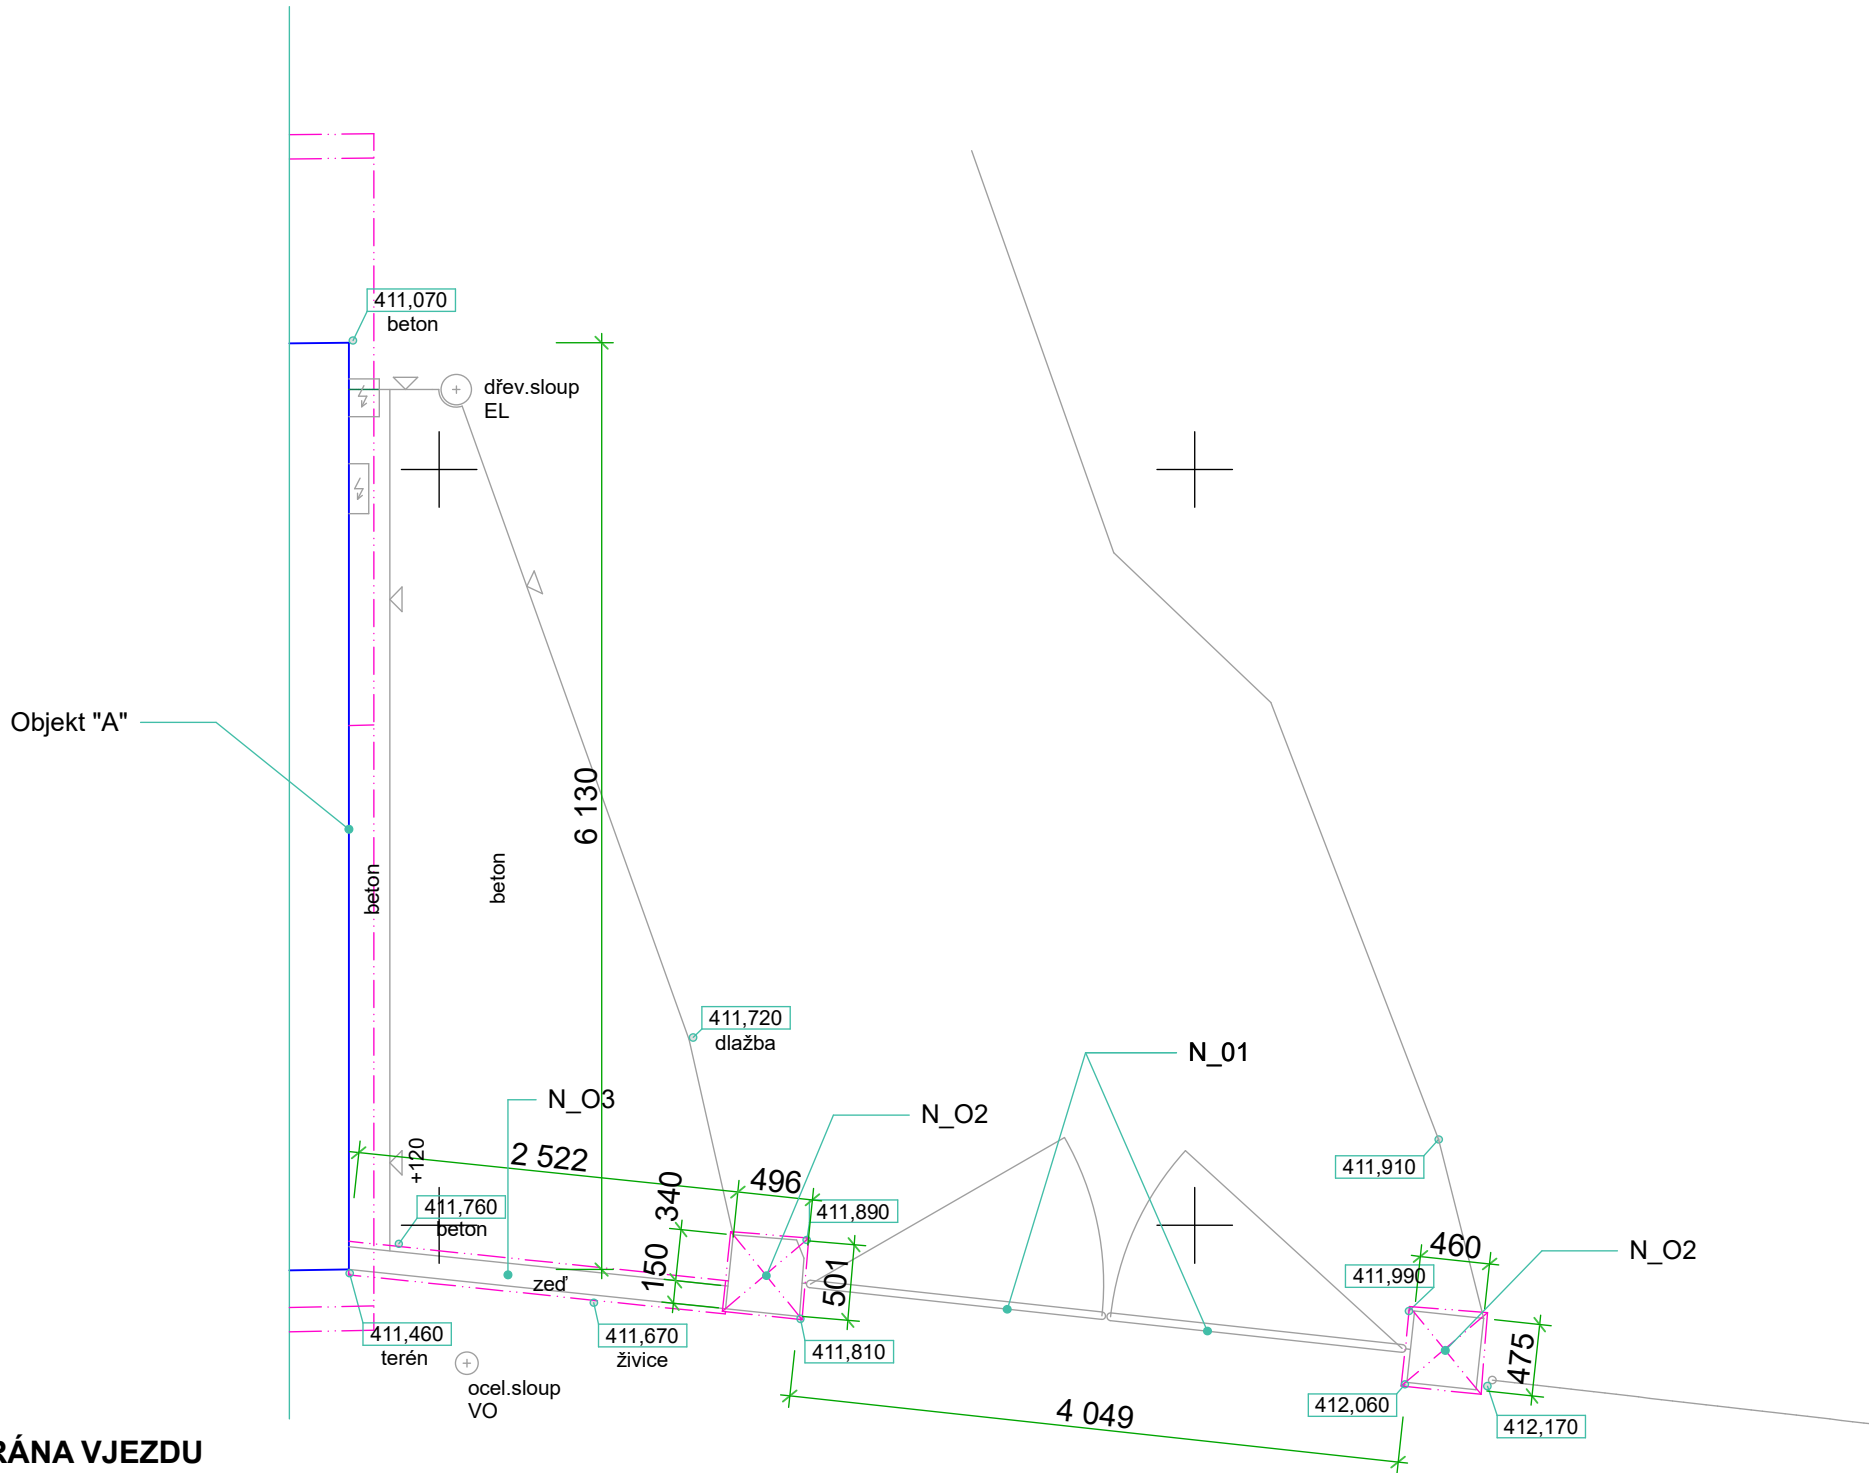 411,070
beton
dřev.sloup
EL
Objekt "A"
6 130
beton
beton
411,720
dlažba
N_01
N_O3
N_O2
+120
2 522
496
340
411,910
411,760
beton
411,890
150
501
460
N_O2
411,990
zeď
411,460
terén
411,670
živice
411,810
475
ocel.sloup
VO
4 049
412,060
412,170
RÁNA VJEZDU